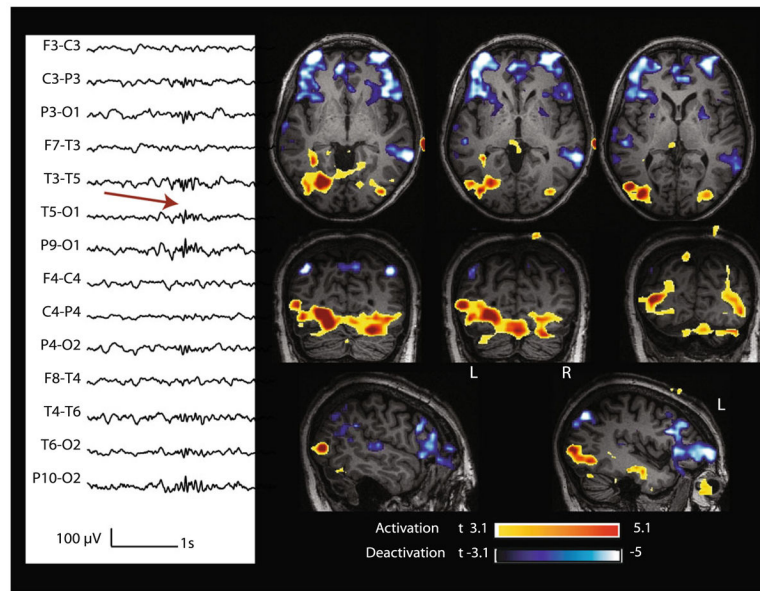 F3-C3
C3-P3
P3-O1
F7-T3
T3-T5
T5-O1
P9-O1
F4-C4
C4-P4
P4-O2
F8-T4
T4-T6
T6-O2
P10-O2
100 µV
1s
L R
L
Activation t 3.1 5.1
Deactivation t -3.1 -5